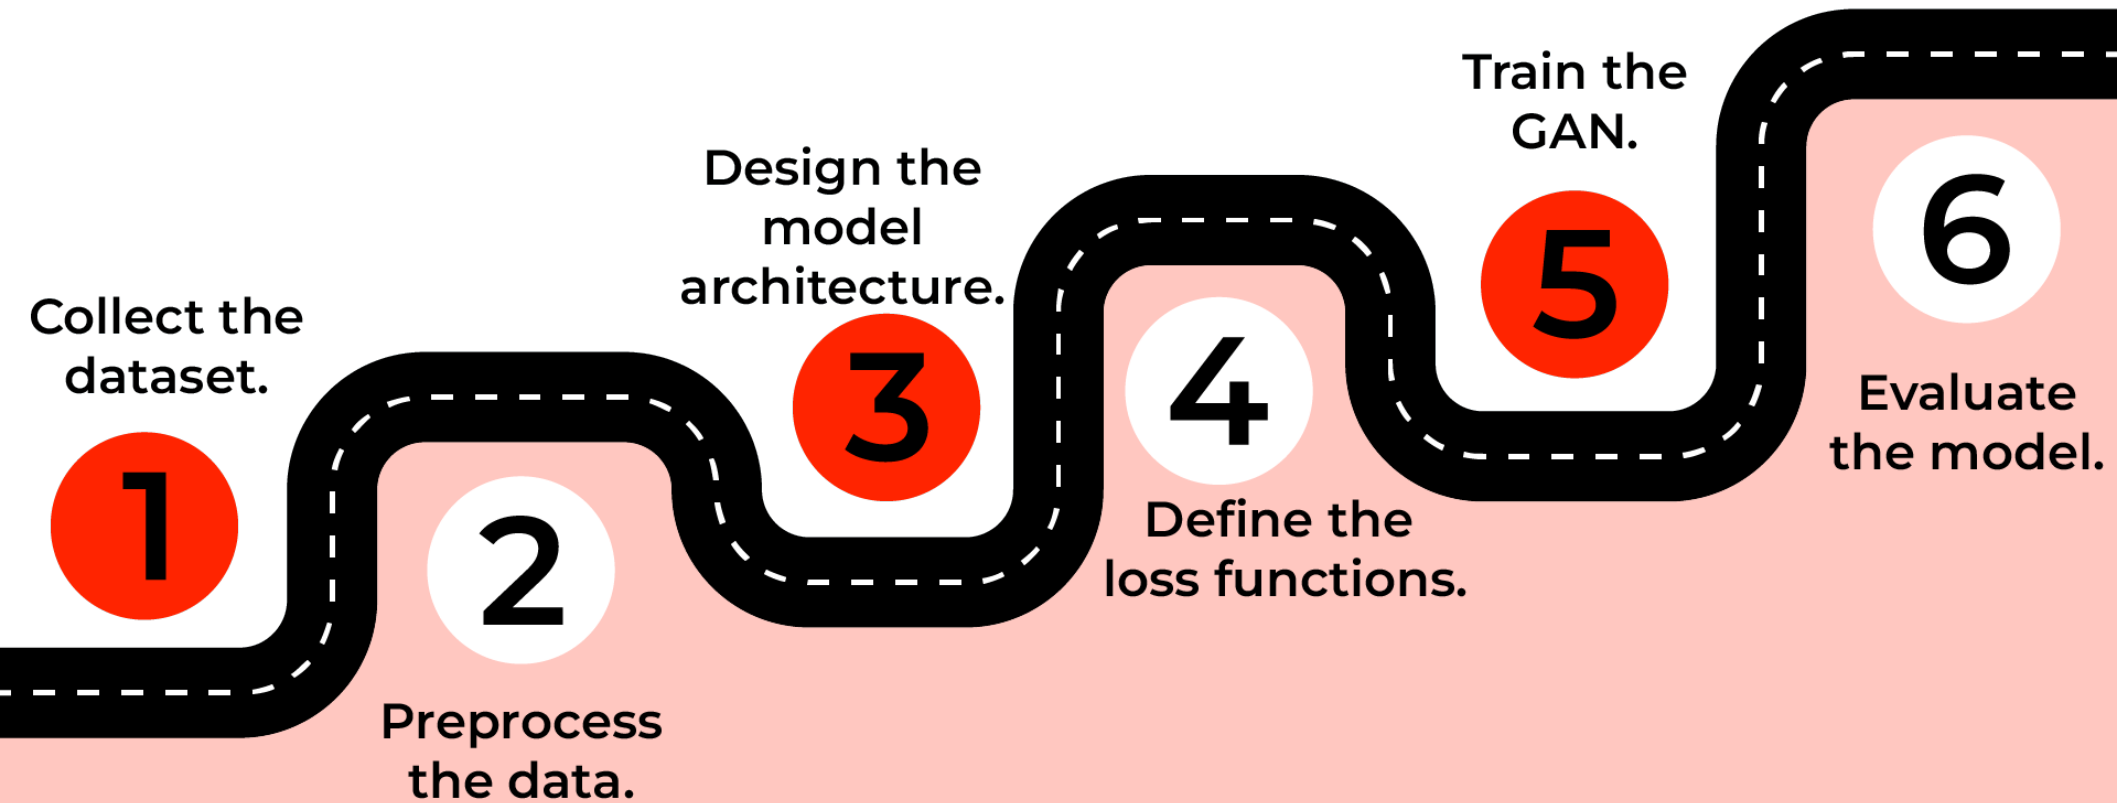 Collect the
dataset.
1
2
Preprocess
the data.
Design the
model
architecture.
3
4
Define the
loss functions.
Train the
GAN.
5
6
Evaluate
the model.